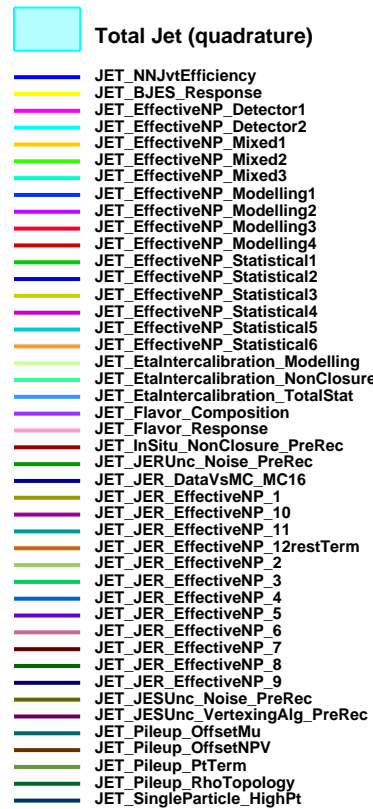 Total Jet (quadrature)
JET_NNJvtEfficiency
JET_BJES_Response
JET_EffectiveNP_Detector1
JET_EffectiveNP_Detector2
JET_EffectiveNP_Mixed1
JET_EffectiveNP_Mixed2
JET_EffectiveNP_Mixed3
JET_EffectiveNP_Modelling1
JET_EffectiveNP_Modelling2
JET_EffectiveNP_Modelling3
JET_EffectiveNP_Modelling4
JET_EffectiveNP_Statistical1
JET_EffectiveNP_Statistical2
JET_EffectiveNP_Statistical3
JET_EffectiveNP_Statistical4
JET_EffectiveNP_Statistical5
JET_EffectiveNP_Statistical6
JET_EtaIntercalibration_Modelling
JET_EtaIntercalibration_NonClosure
JET_EtaIntercalibration_TotalStat
JET_Flavor_Composition
JET_Flavor_Response
JET_InSitu_NonClosure_PreRec
JET_JERUnc_Noise_PreRec
JET_JER_DataVsMC_MC16
JET_JER_EffectiveNP_1
JET_JER_EffectiveNP_10
JET_JER_EffectiveNP_11
JET_JER_EffectiveNP_12restTerm
JET_JER_EffectiveNP_2
JET_JER_EffectiveNP_3
JET_JER_EffectiveNP_4
JET_JER_EffectiveNP_5
JET_JER_EffectiveNP_6
JET_JER_EffectiveNP_7
JET_JER_EffectiveNP_8
JET_JER_EffectiveNP_9
JET_JESUnc_Noise_PreRec
JET_JESUnc_VertexingAlg_PreRec
JET_Pileup_OffsetMu
JET_Pileup_OffsetNPV
JET_Pileup_PtTerm
JET_Pileup_RhoTopology
JET_SingleParticle_HighPt